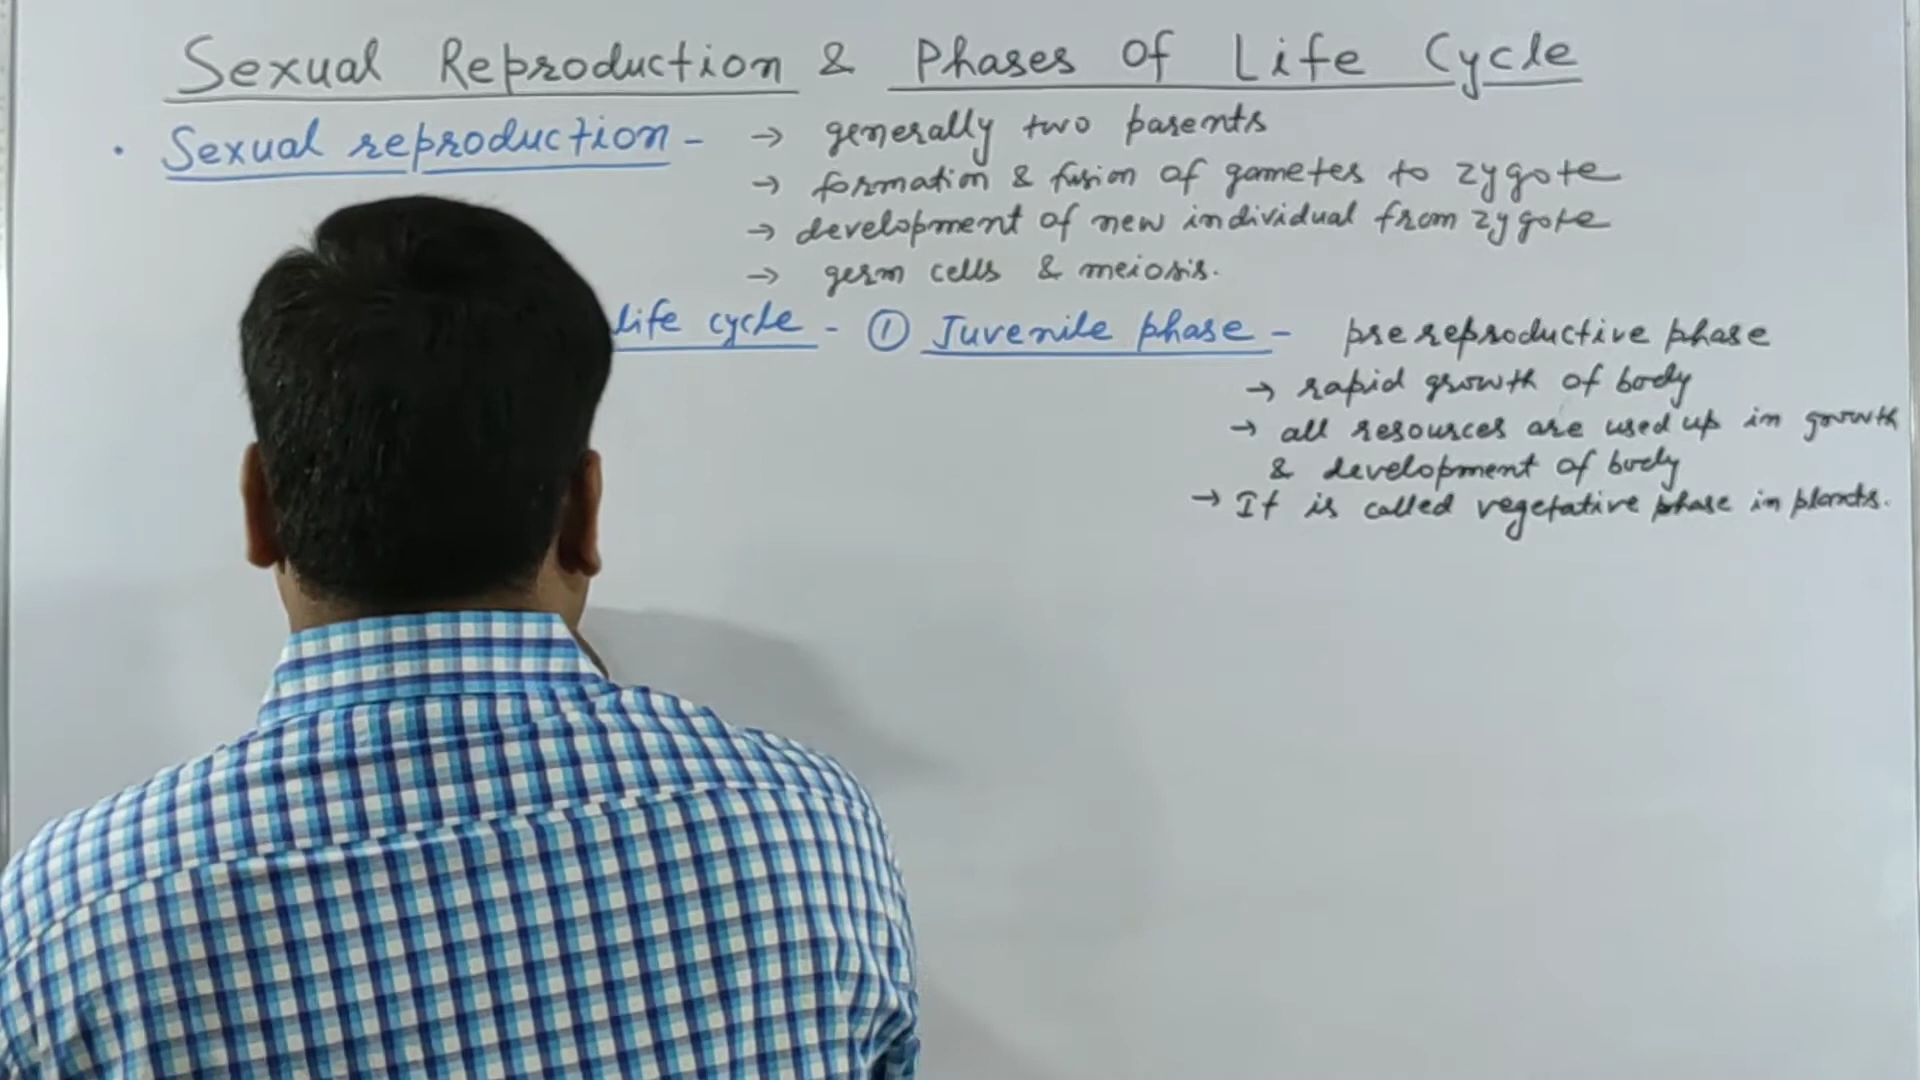 Sexual Reproduction & Phases Of Life Cycle
• Sexual reproduction - → generally two parents
→ formation & fusion of gametes to zygote
→ development of new individual from zygote
→ germ cells & meiosis.
life cycle - ① Juvenile phase - pre reproductive phase
→ rapid growth of body
→ all resources are used up in growth
& development of body
→ It is called vegetative phase in plants.